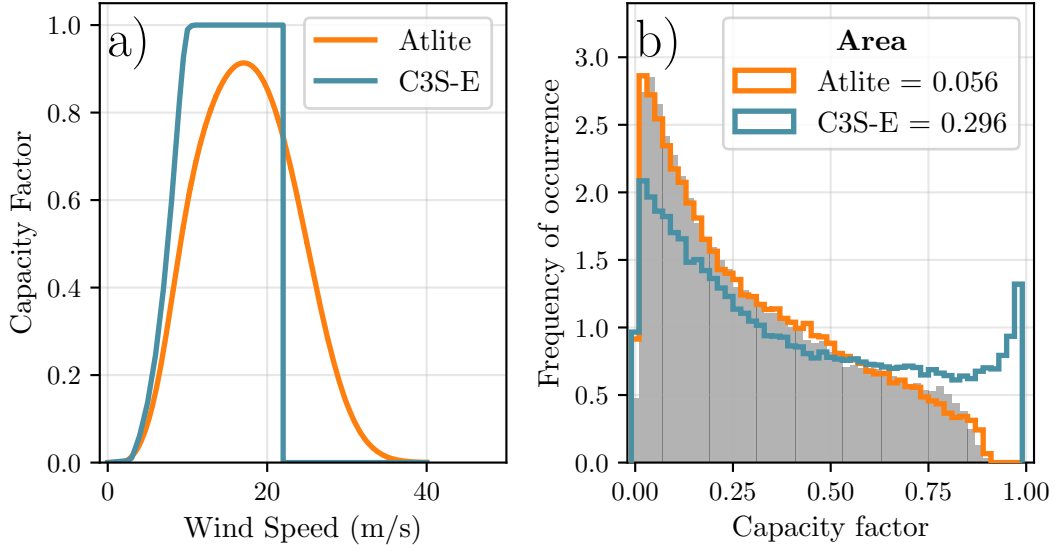 a)
Atlite
C3S-E
Capacity Factor
1.0
0.8
0.6
0.4
0.2
0.0
0
20
40
Wind Speed (m/s)
b)
Area
Atlite = 0.056
C3S-E = 0.296
Frequency of occurrence
3.0
2.5
2.0
1.5
1.0
0.5
0.0
0.00
0.25
0.50
0.75
1.00
Capacity factor